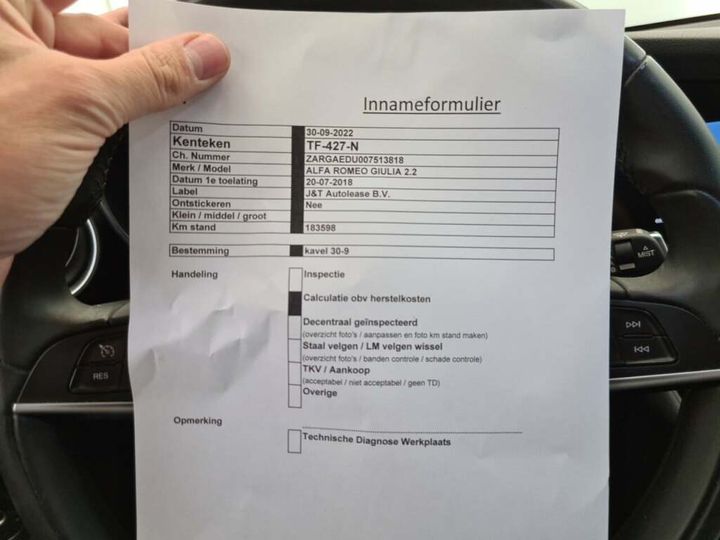 Innameformulier
Datum 30-09-2022
Kenteken TF-427-N
Ch. Nummer ZARGAEDU007513818
Merk / Model ALFA ROMEO GIULIA 2.2
Datum 1e toelating 20-07-2018
Label J&T Autolease B.V.
Ontstickeren Nee
Klein / middel / groot
Km stand 183598
Bestemming kavel 30-9
Handeling Inspectie
Calculatie obv herstelkosten
Decentraal geïnspecteerd
(overzicht foto's / aanpassen en foto km stand maken)
Staal velgen / LM velgen wissel
(overzicht foto's / banden controle / schade controle)
TKV / Aankoop
(acceptabel / niet acceptabel / geen TD)
Overige
Opmerking
Technische Diagnose Werkplaats
RES
MIST